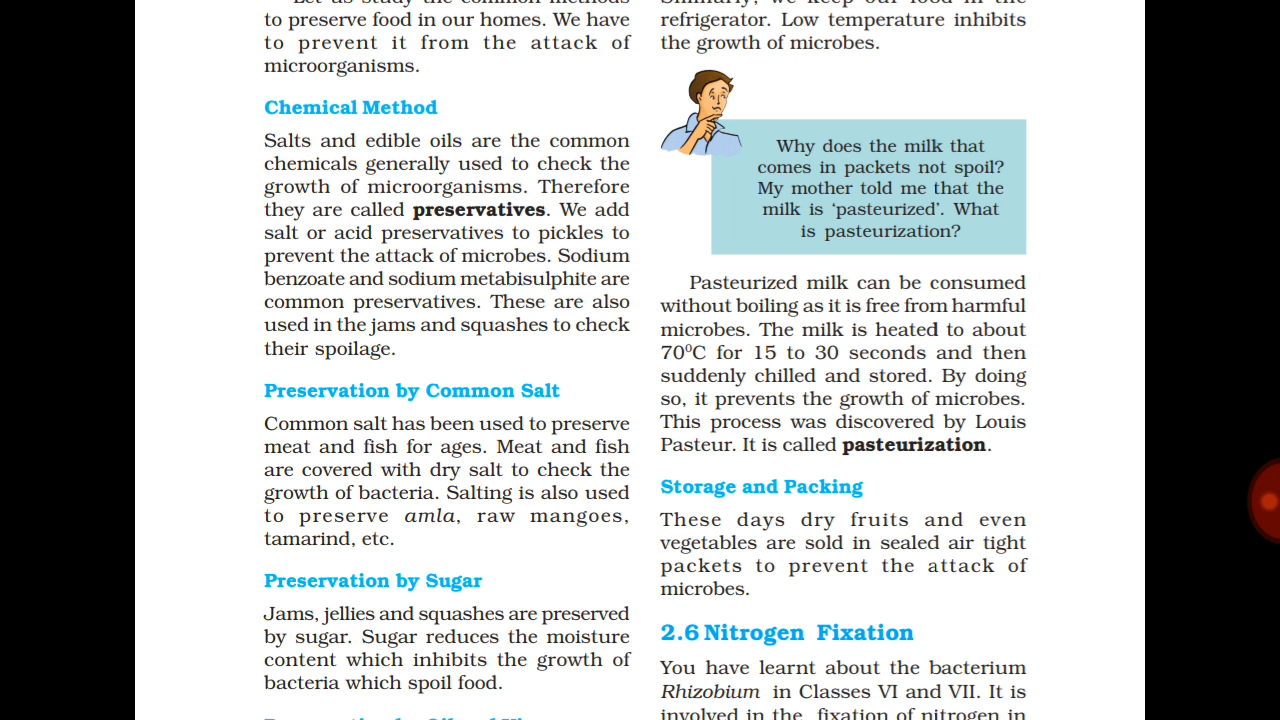 Let us study the common methods
to preserve food in our homes. We have
to prevent it from the attack of
microorganisms.
Chemical Method
Salts and edible oils are the common
chemicals generally used to check the
growth of microorganisms. Therefore
they are called preservatives. We add
salt or acid preservatives to pickles to
prevent the attack of microbes. Sodium
benzoate and sodium metabisulphite are
common preservatives. These are also
used in the jams and squashes to check
their spoilage.
Preservation by Common Salt
Common salt has been used to preserve
meat and fish for ages. Meat and fish
are covered with dry salt to check the
growth of bacteria. Salting is also used
to preserve amla, raw mangoes,
tamarind, etc.
Preservation by Sugar
Jams, jellies and squashes are preserved
by sugar. Sugar reduces the moisture
content which inhibits the growth of
bacteria which spoil food.
Similarly, we keep our food in the
refrigerator. Low temperature inhibits
the growth of microbes.
Why does the milk that
comes in packets not spoil?
My mother told me that the
milk is ‘pasteurized’. What
is pasteurization?
Pasteurized milk can be consumed
without boiling as it is free from harmful
microbes. The milk is heated to about
70⁰C for 15 to 30 seconds and then
suddenly chilled and stored. By doing
so, it prevents the growth of microbes.
This process was discovered by Louis
Pasteur. It is called pasteurization.
Storage and Packing
These days dry fruits and even
vegetables are sold in sealed air tight
packets to prevent the attack of
microbes.
2.6 Nitrogen Fixation
You have learnt about the bacterium
Rhizobium in Classes VI and VII. It is
involved in the fixation of nitrogen in